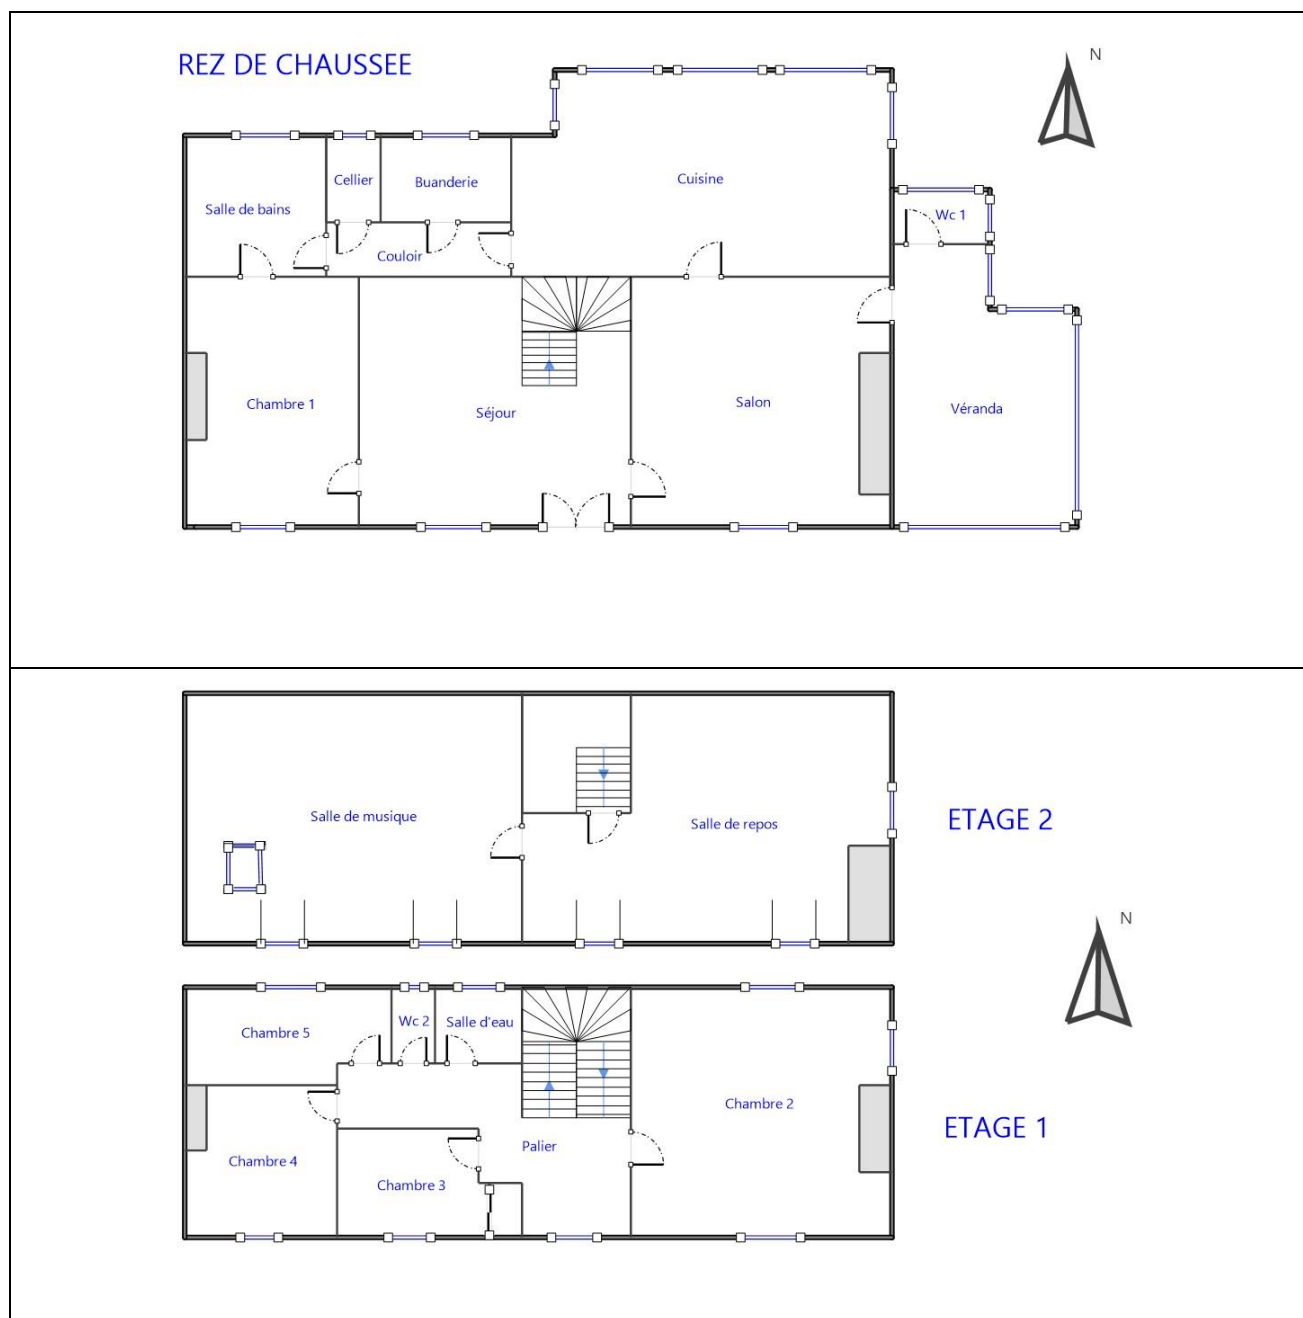 REZ DE CHAUSSEE
N
Cellier
Buanderie
Cuisine
Salle de bains
Wc 1
Couloir
Chambre 1
Séjour
Salon
Véranda
Salle de musique
Salle de repos
ETAGE 2
N
Chambre 5
Wc 2
Salle d'eau
Chambre 2
ETAGE 1
Palier
Chambre 4
Chambre 3